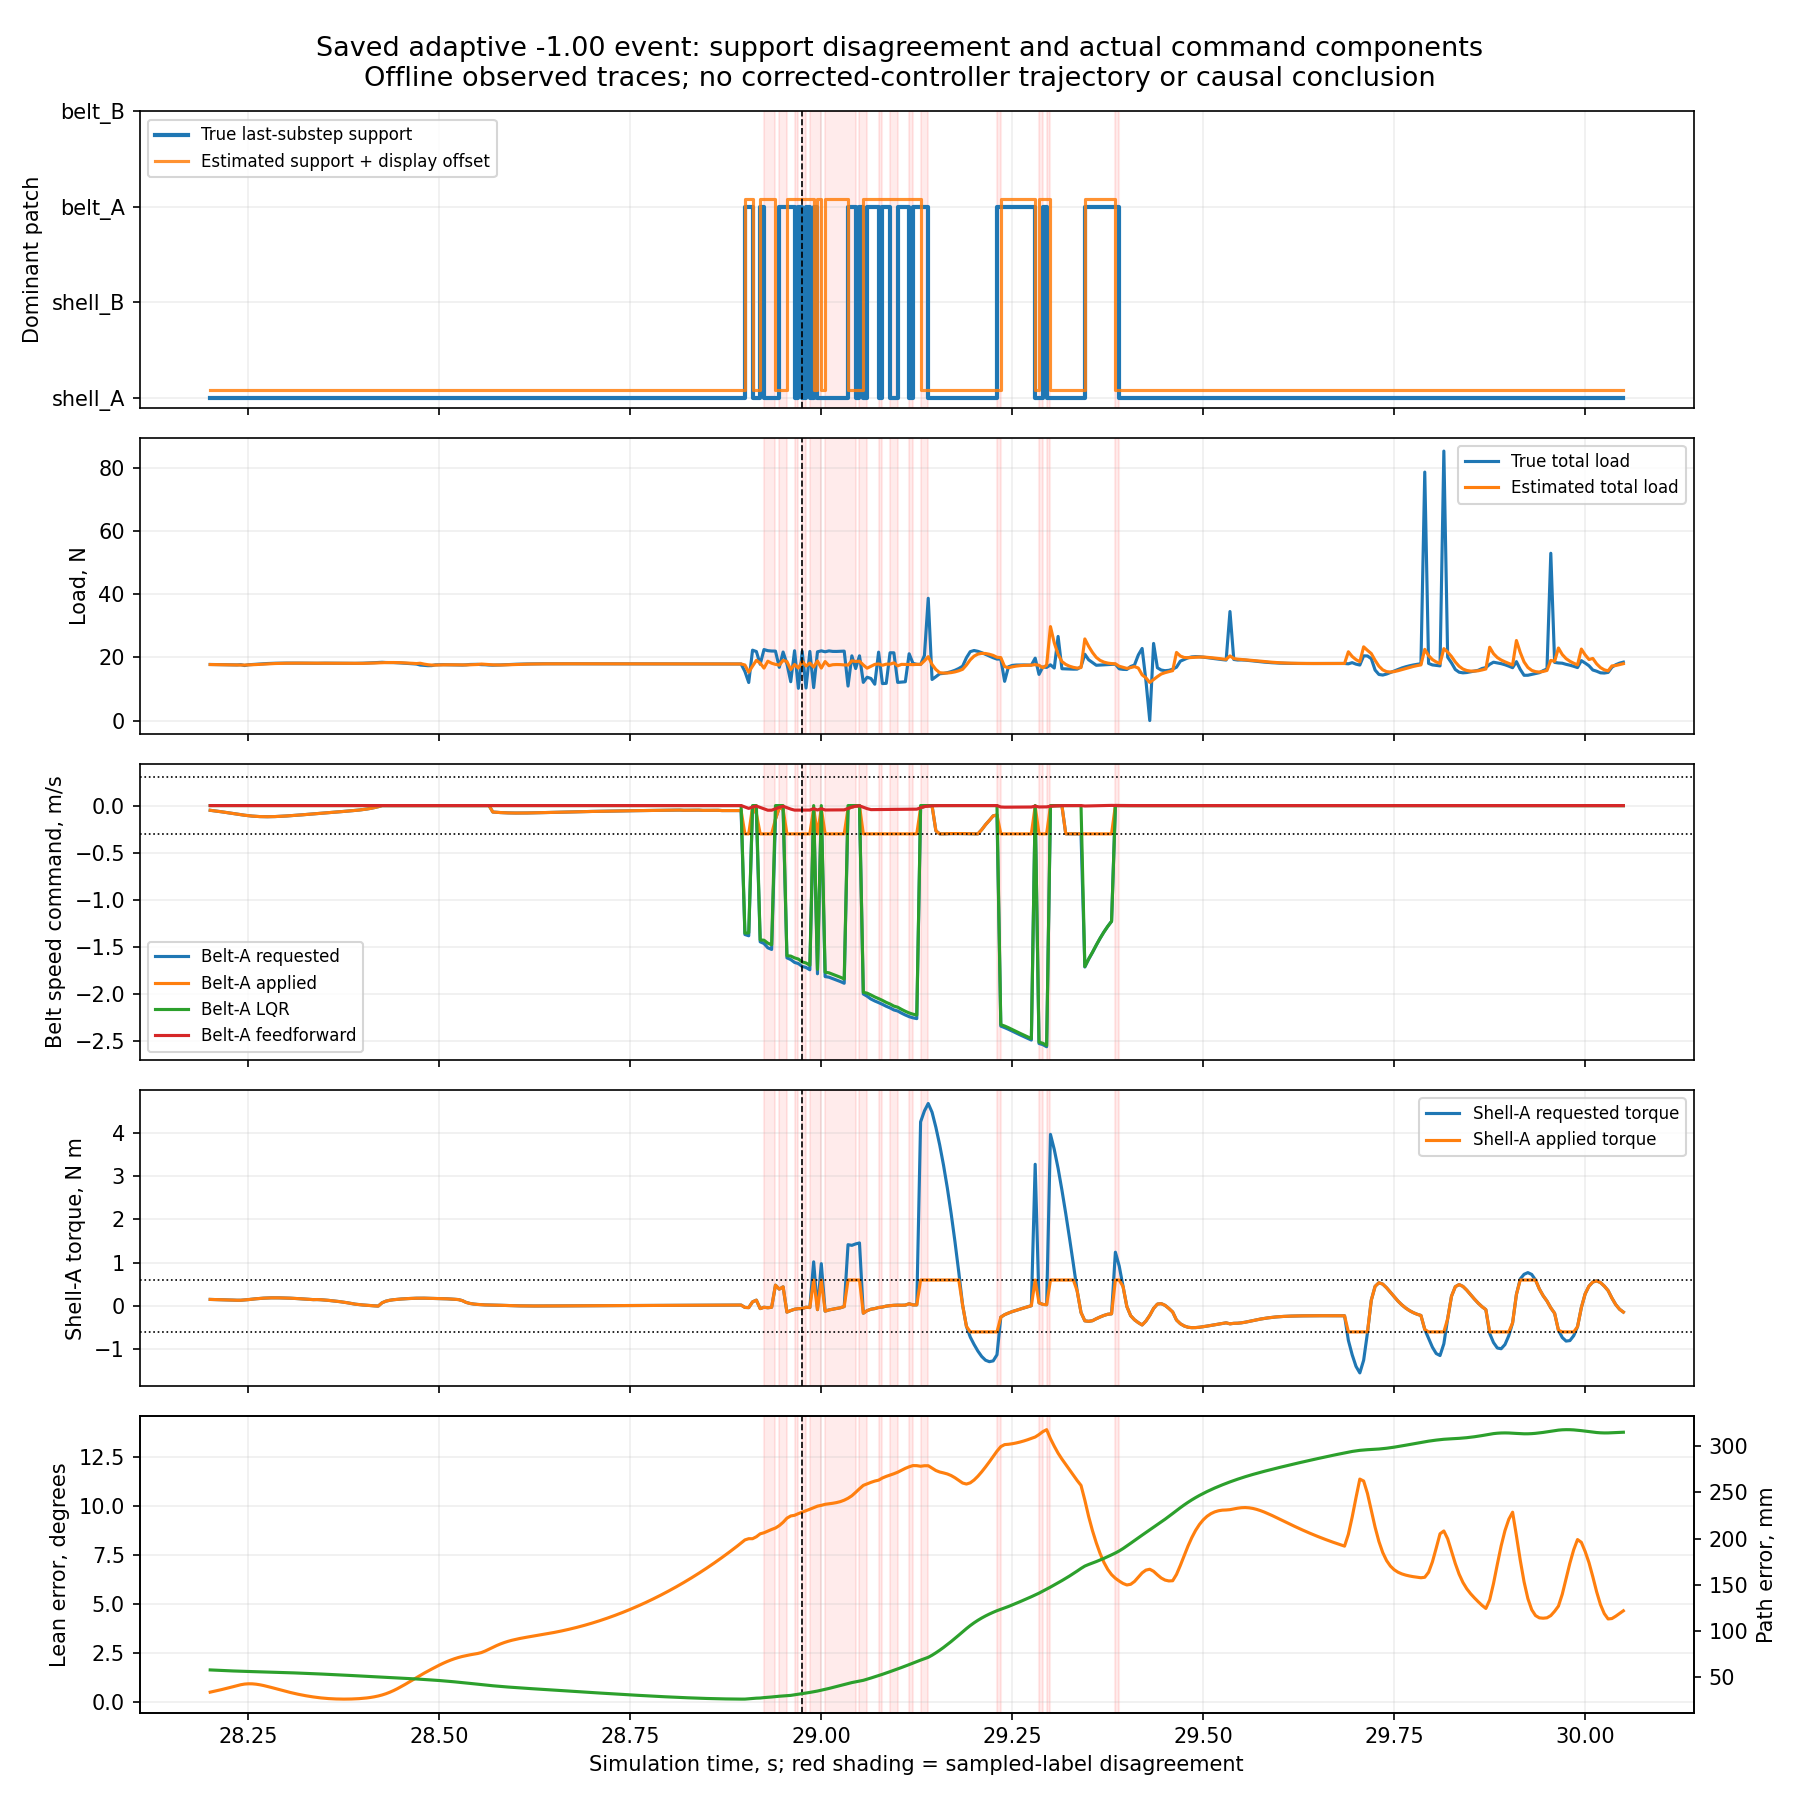 Saved adaptive -1.00 event: support disagreement and actual command components
Offline observed traces; no corrected-controller trajectory or causal conclusion
Dominant patch
belt_B
belt_A
shell_B
shell_A
True last-substep support
Estimated support + display offset
Load, N
80
60
40
20
0
True total load
Estimated total load
Belt speed command, m/s
0.0
−0.5
−1.0
−1.5
−2.0
−2.5
Belt-A requested
Belt-A applied
Belt-A LQR
Belt-A feedforward
Shell-A torque, N m
4
3
2
1
0
−1
Shell-A requested torque
Shell-A applied torque
Lean error, degrees
12.5
10.0
7.5
5.0
2.5
0.0
300
250
200
150
100
50
Path error, mm
28.25
28.50
28.75
29.00
29.25
29.50
29.75
30.00
Simulation time, s; red shading = sampled-label disagreement